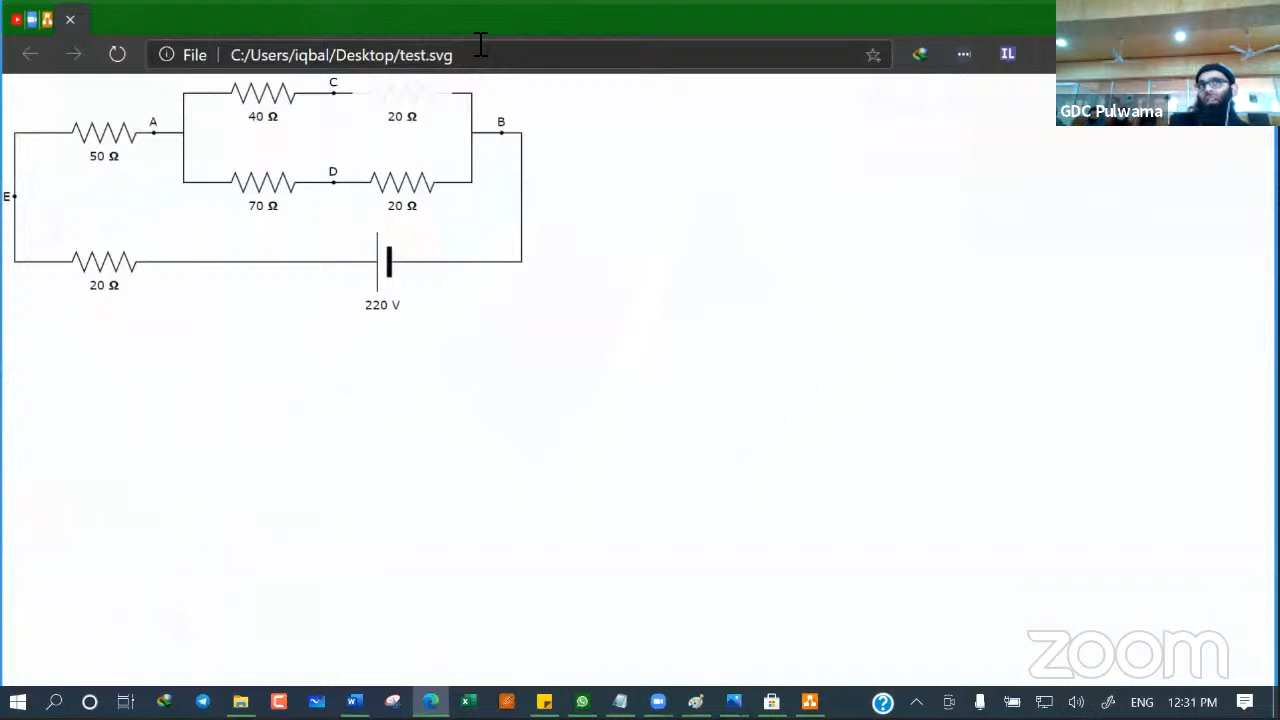 File
C:/Users/iqbal/Desktop/test.svg
IL
GDC Pulwama
C
A
40 Ω
20 Ω
B
50 Ω
D
E
70 Ω
20 Ω
20 Ω
220 V
zoom
ENG
12:31 PM